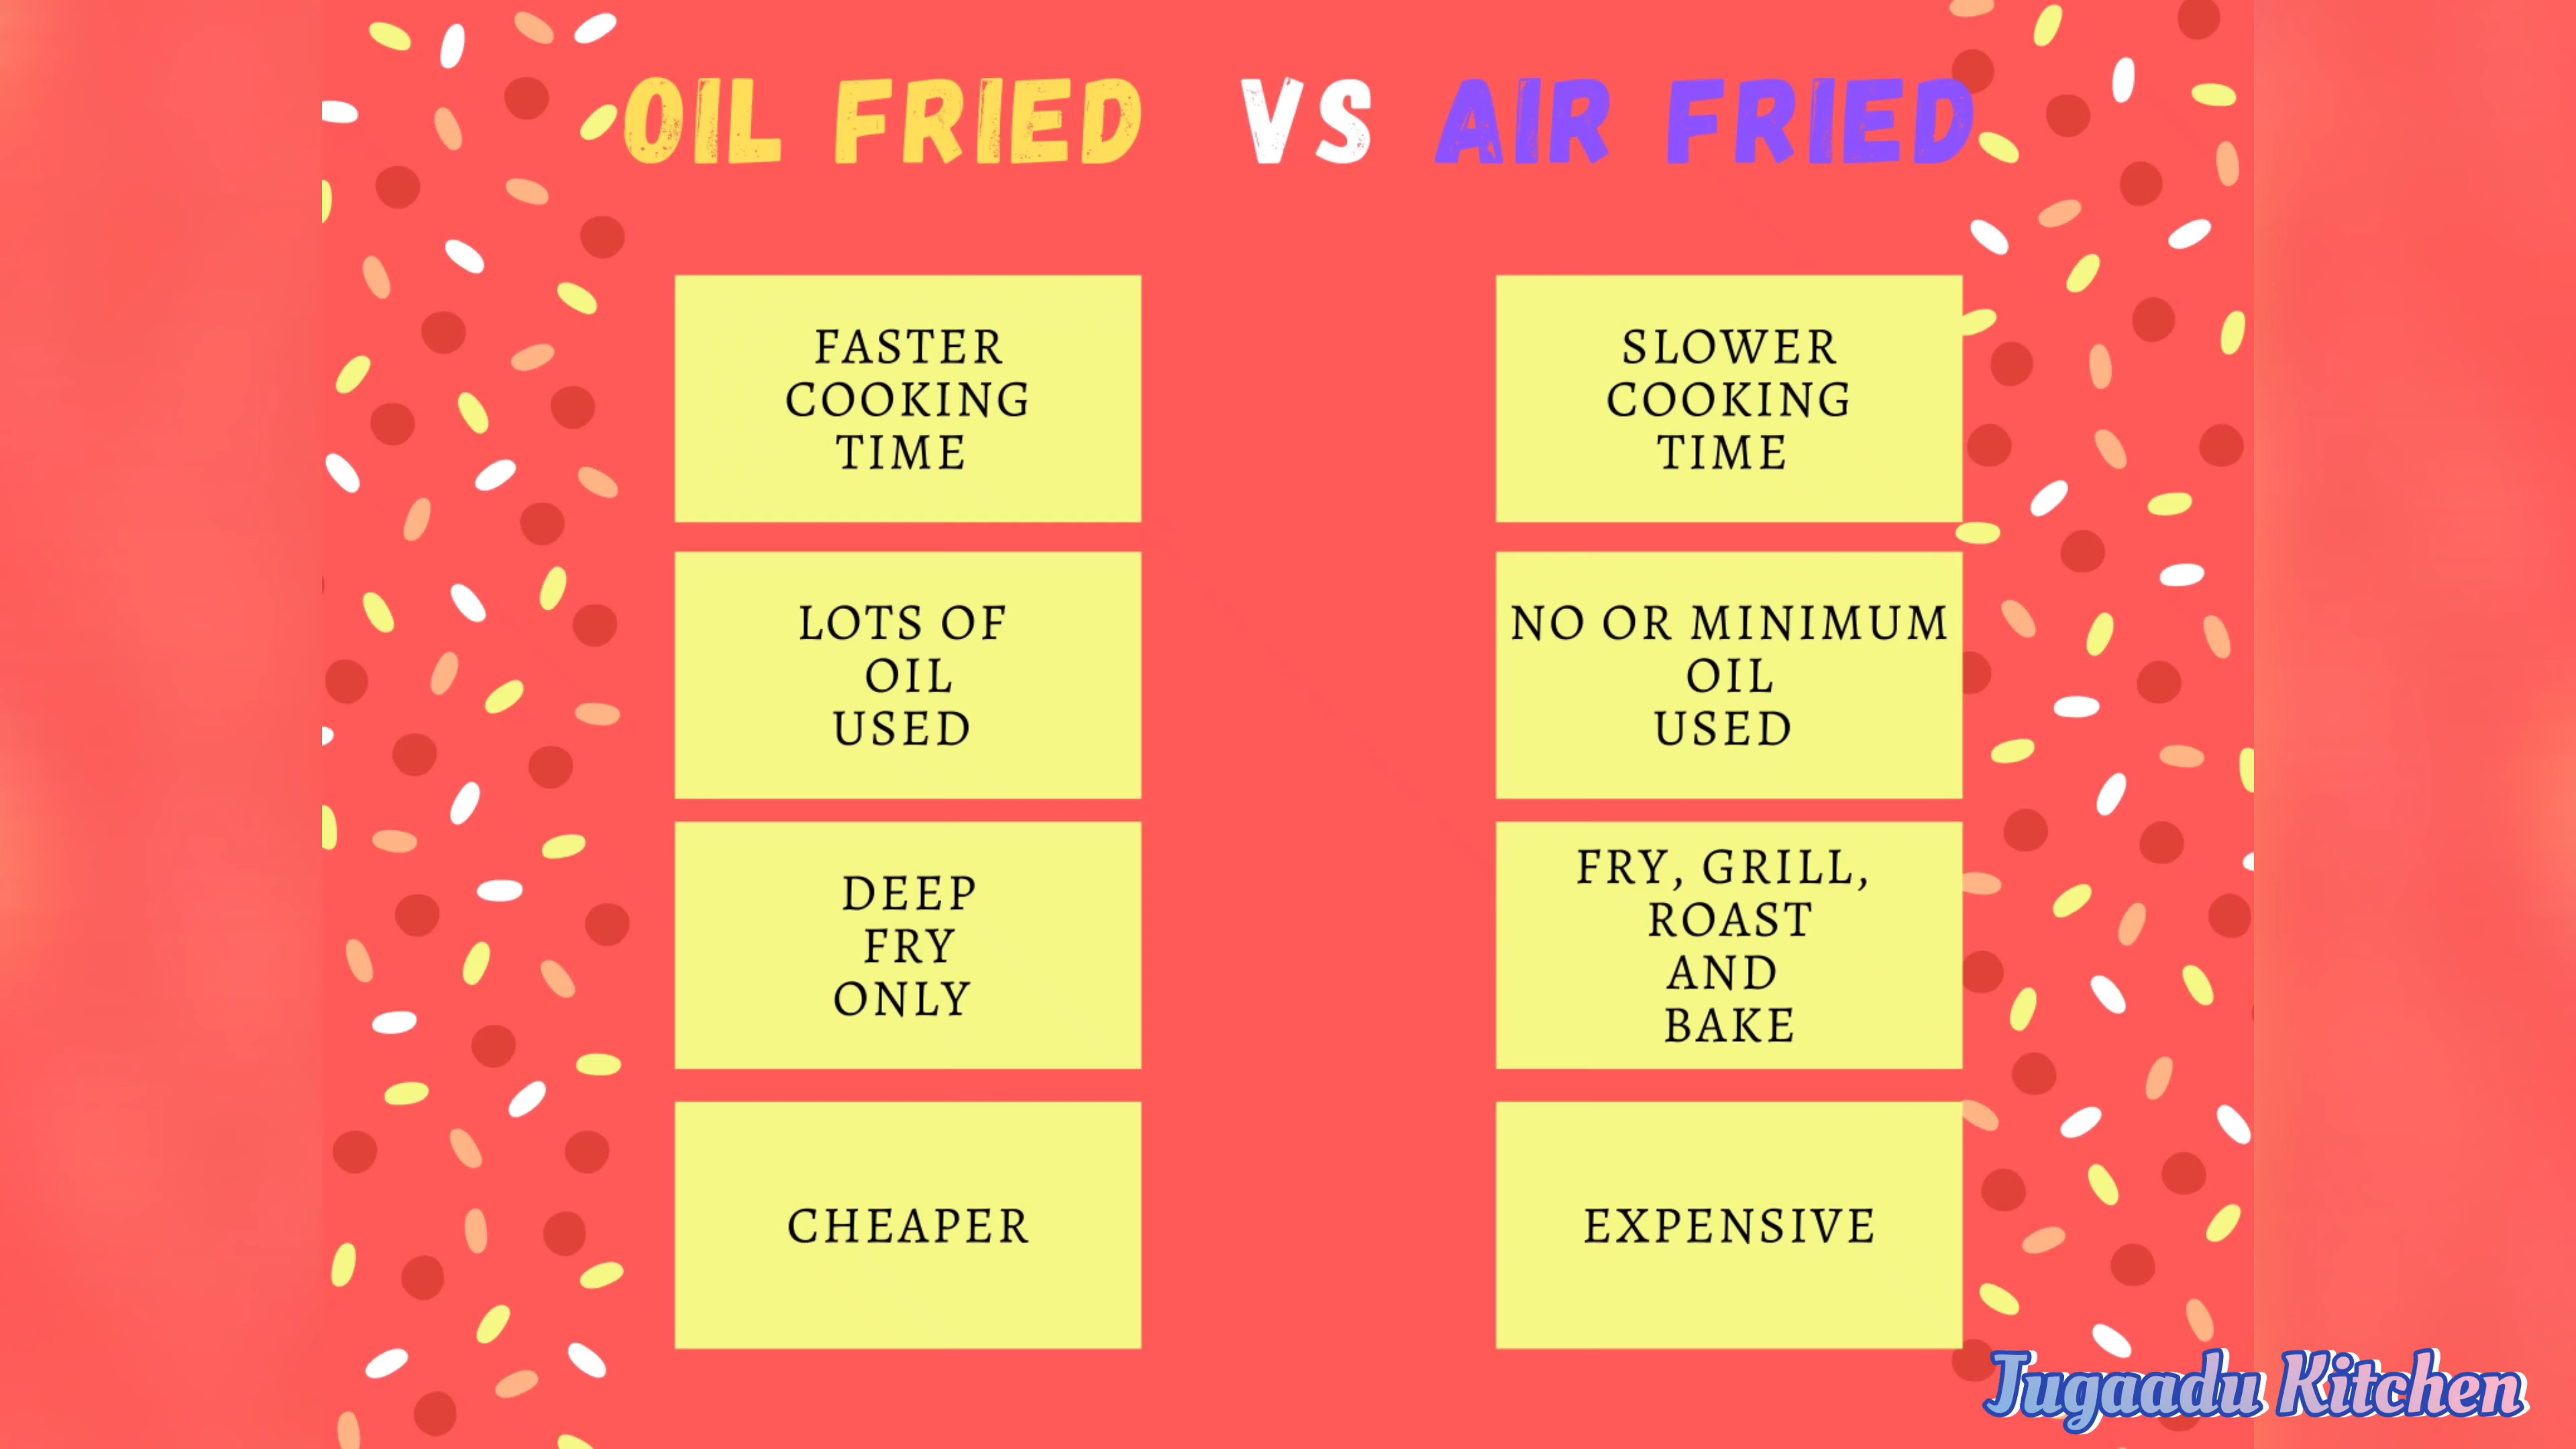 OIL FRIED VS AIR FRIED
FASTER
COOKING
TIME
SLOWER
COOKING
TIME
LOTS OF
OIL
USED
NO OR MINIMUM
OIL
USED
DEEP
FRY
ONLY
FRY, GRILL,
ROAST
AND
BAKE
CHEAPER
EXPENSIVE
Jugaadu Kitchen